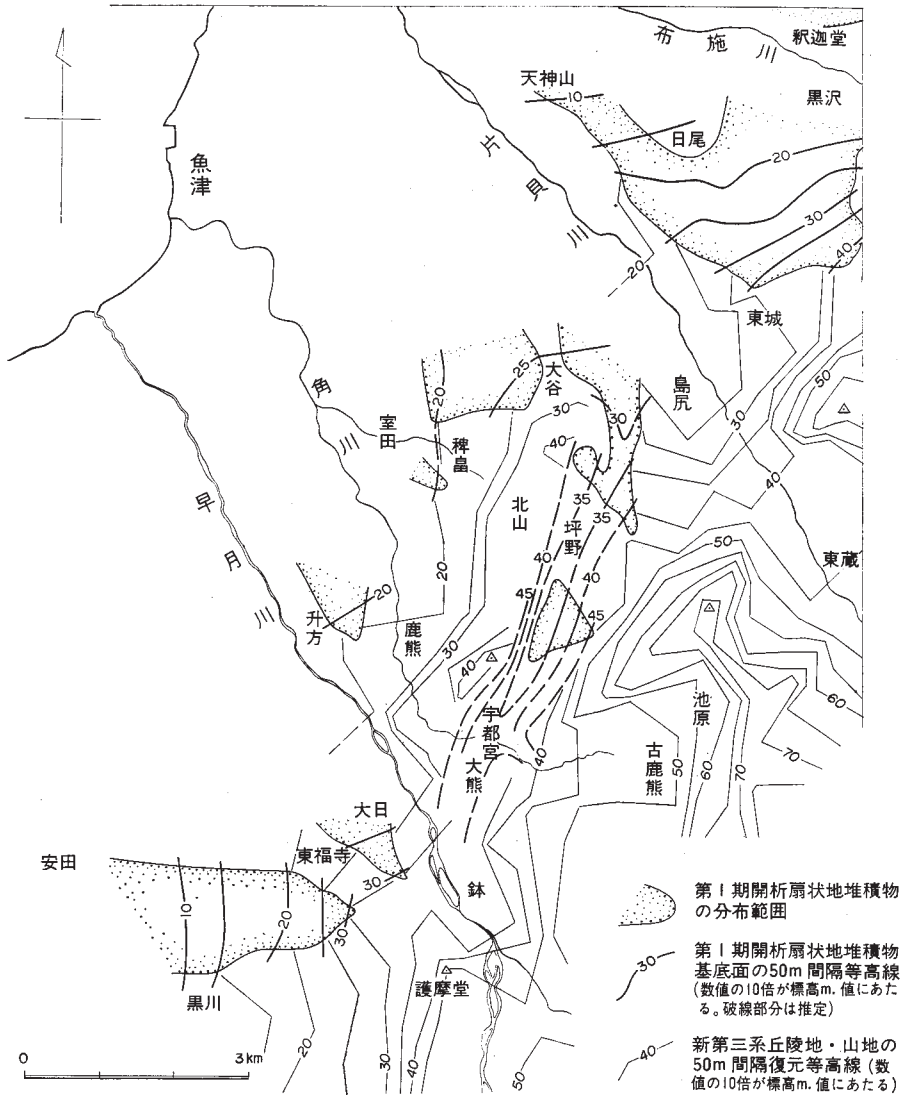 布施川
釈迦堂
天神山
10
黒沢
日尾
20
魚津
片貝川
30
40
20
東城
50
大谷
25
20
島尻
30
30
30
室田
稗畠
角川
40
40
北山
35
坪野
35
早月川
50
40
40
東蔵
20
20
45
45
升方
鹿熊
30
40
60
宇都宮
池原
70
大熊
40
古鹿熊
50
60
70
大日
安田
東福寺
30
鉢
10
20
30
黒川
護摩堂
20
30
40
50
0 3km
第Ⅰ期開析扇状地堆積物
の分布範囲
30
第Ⅰ期開析扇状地堆積物
基底面の50m間隔等高線
(数値の10倍が標高m.値にあた
る。破線部分は推定)
40
新第三系丘陵地・山地の
50m間隔復元等高線(数
値の10倍が標高m.値にあたる)